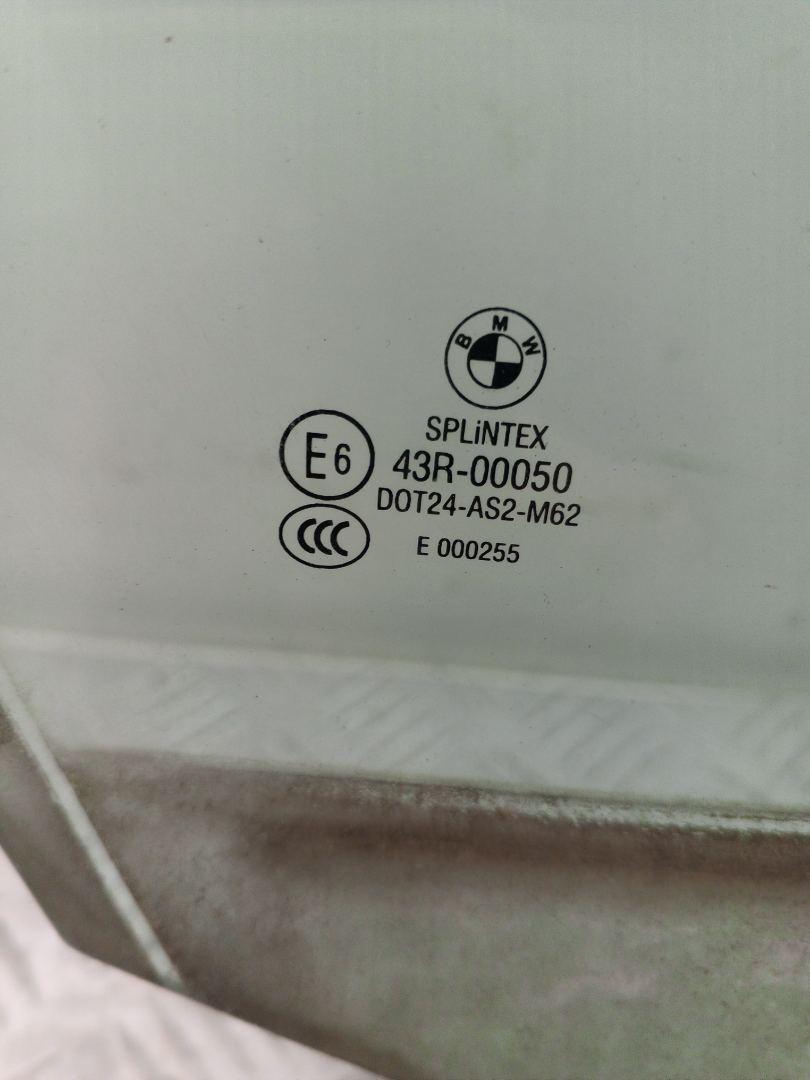 BMW
SPLiNTEX
E6
43R-00050
DOT24-AS2-M62
CCC
E 000255